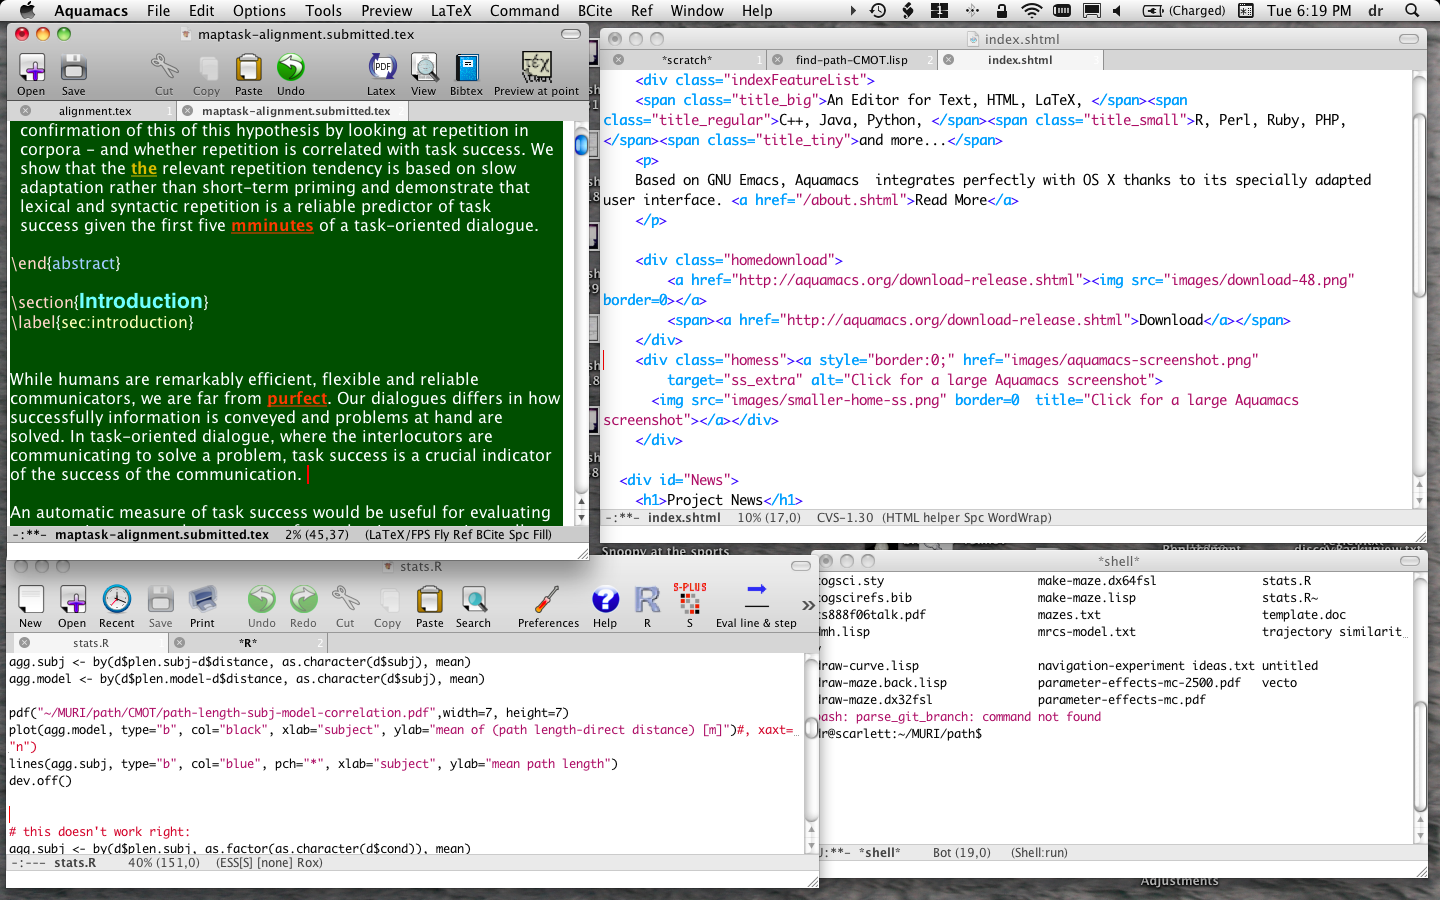 Aquamacs File Edit Options Tools Preview LaTeX Command BCite Ref Window Help (Charged) Tue 6:19 PM dr
maptask-alignment.submitted.tex
Open Save Cut Copy Paste Undo Latex View Bibtex Preview at point
alignment.tex 1 maptask-alignment.submitted.tex
confirmation of this of this hypothesis by looking at repetition in
corpora – and whether repetition is correlated with task success. We
show that the the relevant repetition tendency is based on slow
adaptation rather than short-term priming and demonstrate that
lexical and syntactic repetition is a reliable predictor of task
success given the first five mminutes of a task-oriented dialogue.
\end{abstract}
\section{Introduction}
\label{sec:introduction}
While humans are remarkably efficient, flexible and reliable
communicators, we are far from purfect. Our dialogues differs in how
successfully information is conveyed and problems at hand are
solved. In task-oriented dialogue, where the interlocutors are
communicating to solve a problem, task success is a crucial indicator
of the success of the communication.
An automatic measure of task success would be useful for evaluating
-:**- maptask-alignment.submitted.tex 2% (45,37) (LaTeX/FPS Fly Ref BCite Spc Fill)
index.shtml
*scratch* 1 find-path-CMOT.lisp 2 index.shtml
<div class="indexFeatureList">
<span class="title_big">An Editor for Text, HTML, LaTeX, </span><span
class="title_regular">C++, Java, Python, </span><span class="title_small">R, Perl, Ruby, PHP,
</span><span class="title_tiny">and more...</span>
<p>
Based on GNU Emacs, Aquamacs  integrates perfectly with OS X thanks to its specially adapted
user interface. <a href="/about.shtml">Read More</a>
</p>
<div class="homedownload">
<a href="http://aquamacs.org/download-release.shtml"><img src="images/download-48.png"
border=0></a>
<span><a href="http://aquamacs.org/download-release.shtml">Download</a></span>
</div>
<div class="homess"><a style="border:0;" href="images/aquamacs-screenshot.png"
target="ss_extra" alt="Click for a large Aquamacs screenshot">
<img src="images/smaller-home-ss.png" border=0  title="Click for a large Aquamacs
screenshot"></a></div>
</div>
<div id="News">
<h1>Project News</h1>
-:**- index.shtml 10% (17,0) CVS-1.30 (HTML helper Spc WordWrap)
Snoopy at the sports
stats.R
New Open Recent Save Print Undo Redo Cut Copy Paste Search Preferences Help R S Eval line & step
S-PLUS
stats.R 1 *R* 2
agg.subj <- by(d$plen.subj-d$distance, as.character(d$subj), mean)
agg.model <- by(d$plen.model-d$distance, as.character(d$subj), mean)
pdf("~/MURI/path/CMOT/path-length-subj-model-correlation.pdf",width=7, height=7)
plot(agg.model, type="b", col="black", xlab="subject", ylab="mean of (path length-direct distance) [m]")#, xaxt=
"n")
lines(agg.subj, type="b", col="blue", pch="*", xlab="subject", ylab="mean path length")
dev.off()
# this doesn't work right:
agg.subj <- by(d$plen.subj, as.factor(as.character(d$cond)), mean)
-:--- stats.R 40% (151,0) (ESS[S] [none] Rox)
*shell*
cogsci.sty make-maze.dx64fsl stats.R
cogscirefs.bib make-maze.lisp stats.R~
cs888f06talk.pdf mazes.txt template.doc
dmh.lisp mrcs-model.txt trajectory similarit
y
draw-curve.lisp navigation-experiment ideas.txt untitled
draw-maze.back.lisp parameter-effects-mc-2500.pdf vecto
draw-maze.dx32fsl parameter-effects-mc.pdf
bash: parse_git_branch: command not found
dr@scarlett:~/MURI/path$
U:**- *shell* Bot (19,0) (Shell:run)
Adjustments